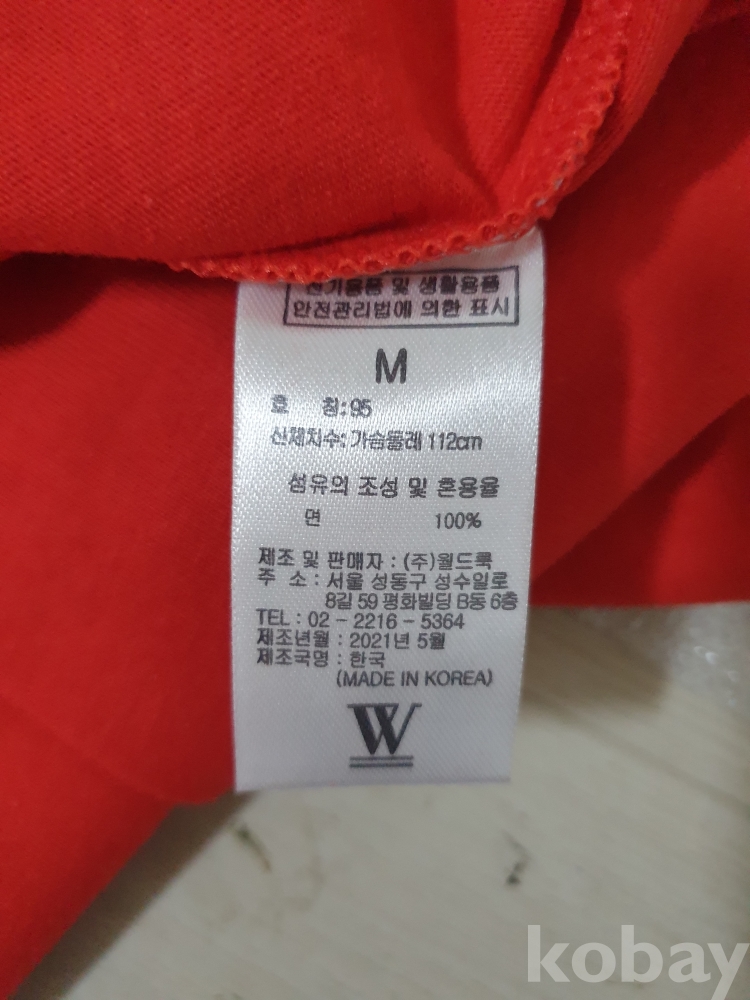 전기용품 및 생활용품
안전관리법에 의한 표시
M
호 칭:95
신체치수: 가슴둘레 112cm
섬유의 조성 및 혼용율
면 100%
제조 및 판매자 : (주)월드룩
주 소 : 서울 성동구 성수일로
8길 59 평화빌딩 B동 6층
TEL : 02 - 2216 - 5364
제조년월 : 2021년 5월
제조국명 : 한국
(MADE IN KOREA)
W
kobay